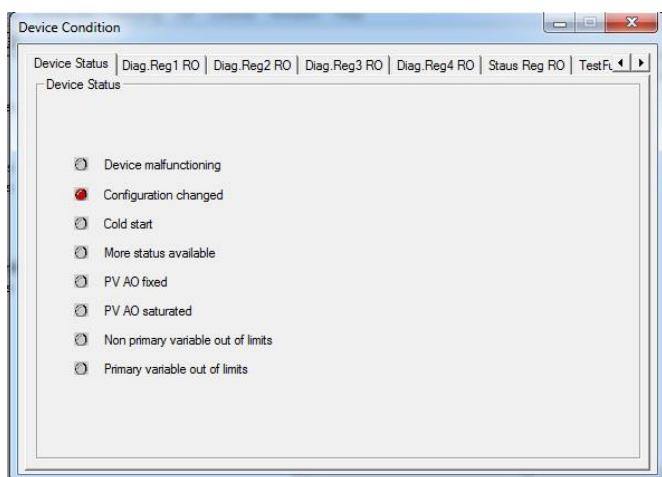 Device Condition
Device Status Diag.Reg1 RO Diag.Reg2 RO Diag.Reg3 RO Diag.Reg4 RO Staus Reg RO
Device Status
Device malfunctioning
Configuration changed
Cold start
More status available
PV AO fixed
PV AO saturated
Non primary variable out of limits
Primary variable out of limits